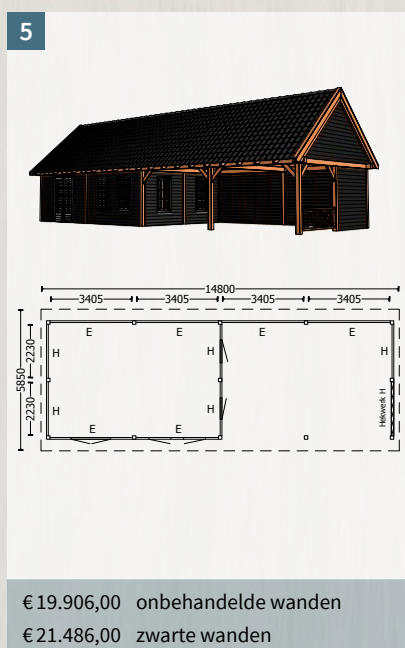 5
14800
3405 3405 3405 3405
E E E E
2230
H H H
5850
2230
H H Hekwerk H
E E
€ 19.906,00 onbehandelde wanden
€ 21.486,00 zwarte wanden